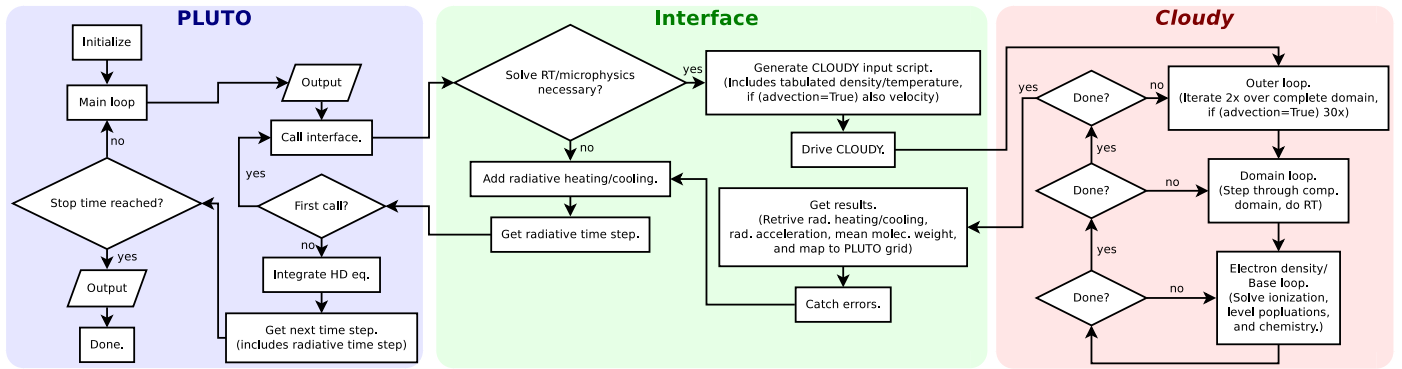 PLUTO
Initialize
Main loop
Output
Call interface.
no
yes
Stop time reached?
First call?
yes
no
Output
Integrate HD eq.
Done.
Get next time step.
(includes radiative time step)
Interface
Solve RT/microphysics
necessary?
yes
Generate CLOUDY input script.
(Includes tabulated density/temperature,
if (advection=True) also velocity)
no
Drive CLOUDY.
Add radiative heating/cooling.
Get radiative time step.
Get results.
(Retrive rad. heating/cooling,
rad. acceleration, mean molec. weight,
and map to PLUTO grid)
Catch errors.
Cloudy
yes
Done?
no
Outer loop.
(Iterate 2x over complete domain,
if (advection=True) 30x)
yes
Done?
no
Domain loop.
(Step through comp.
domain, do RT)
yes
Done?
no
Electron density/
Base loop.
(Solve ionization,
level popluations,
and chemistry.)